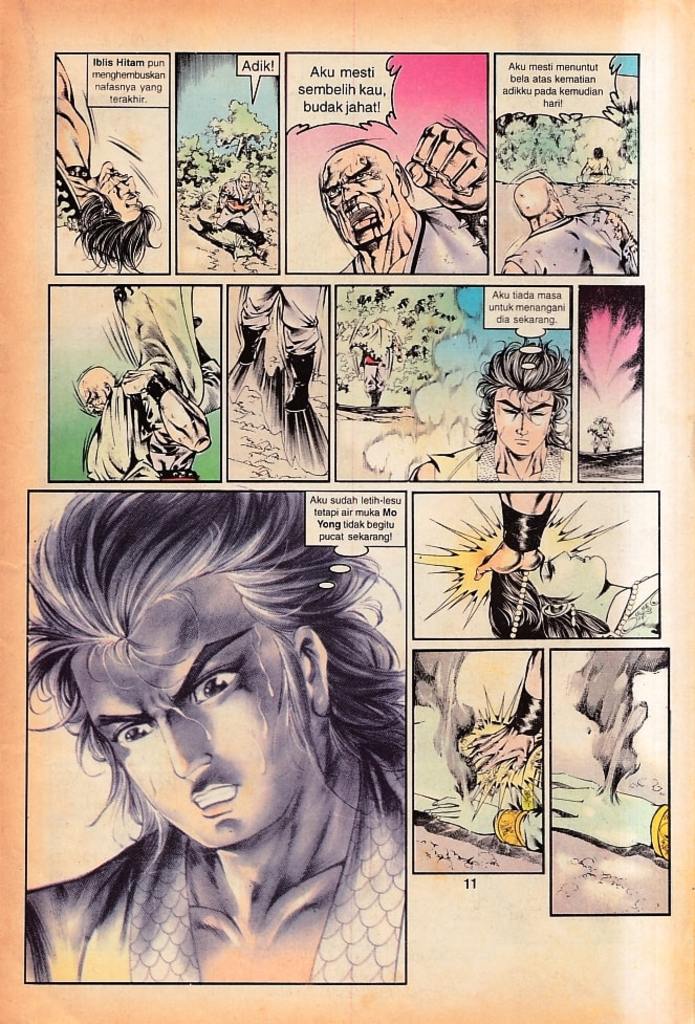 Iblis Hitam pun
menghembuskan
nafasnya yang
terakhir.
Adik!
Aku mesti
sembelih kau,
budak jahat!
Aku mesti menuntut
bela atas kematian
adikku pada kemudian
hari!
Aku tiada masa
untuk menangani
dia sekarang.
Aku sudah letih-lesu
tetapi air muka Mo
Yong tidak begitu
pucat sekarang!
11